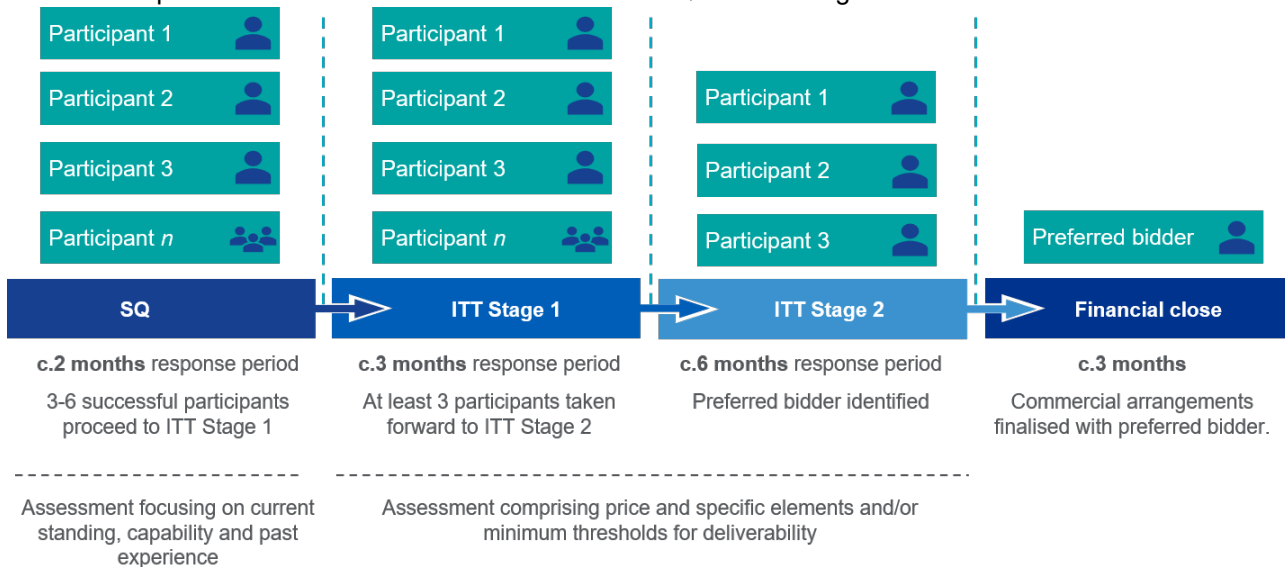 Participant 1
Participant 2
Participant 3
Participant n
Participant 1
Participant 2
Participant 3
Participant n
Participant 1
Participant 2
Participant 3
Preferred bidder
SQ
ITT Stage 1
ITT Stage 2
Financial close
c.2 months response period
3-6 successful participants
proceed to ITT Stage 1
c.3 months response period
At least 3 participants taken
forward to ITT Stage 2
c.6 months response period
Preferred bidder identified
c.3 months
Commercial arrangements
finalised with preferred bidder.
Assessment focusing on current
standing, capability and past
experience
Assessment comprising price and specific elements and/or
minimum thresholds for deliverability